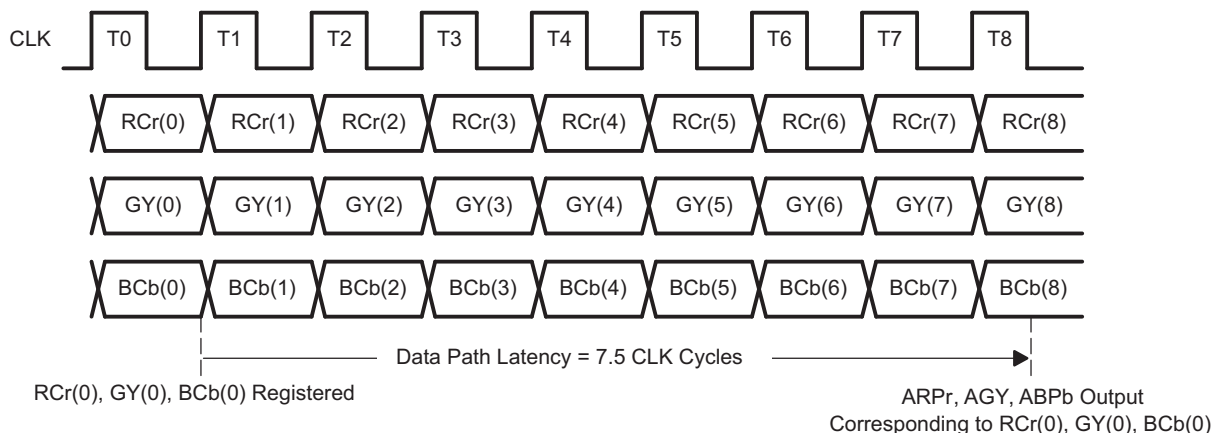 CLK T0 T1 T2 T3 T4 T5 T6 T7 T8
RCr(0) RCr(1) RCr(2) RCr(3) RCr(4) RCr(5) RCr(6) RCr(7) RCr(8)
GY(0) GY(1) GY(2) GY(3) GY(4) GY(5) GY(6) GY(7) GY(8)
BCb(0) BCb(1) BCb(2) BCb(3) BCb(4) BCb(5) BCb(6) BCb(7) BCb(8)
Data Path Latency = 7.5 CLK Cycles
RCr(0), GY(0), BCb(0) Registered
ARPr, AGY, ABPb Output
Corresponding to RCr(0), GY(0), BCb(0)